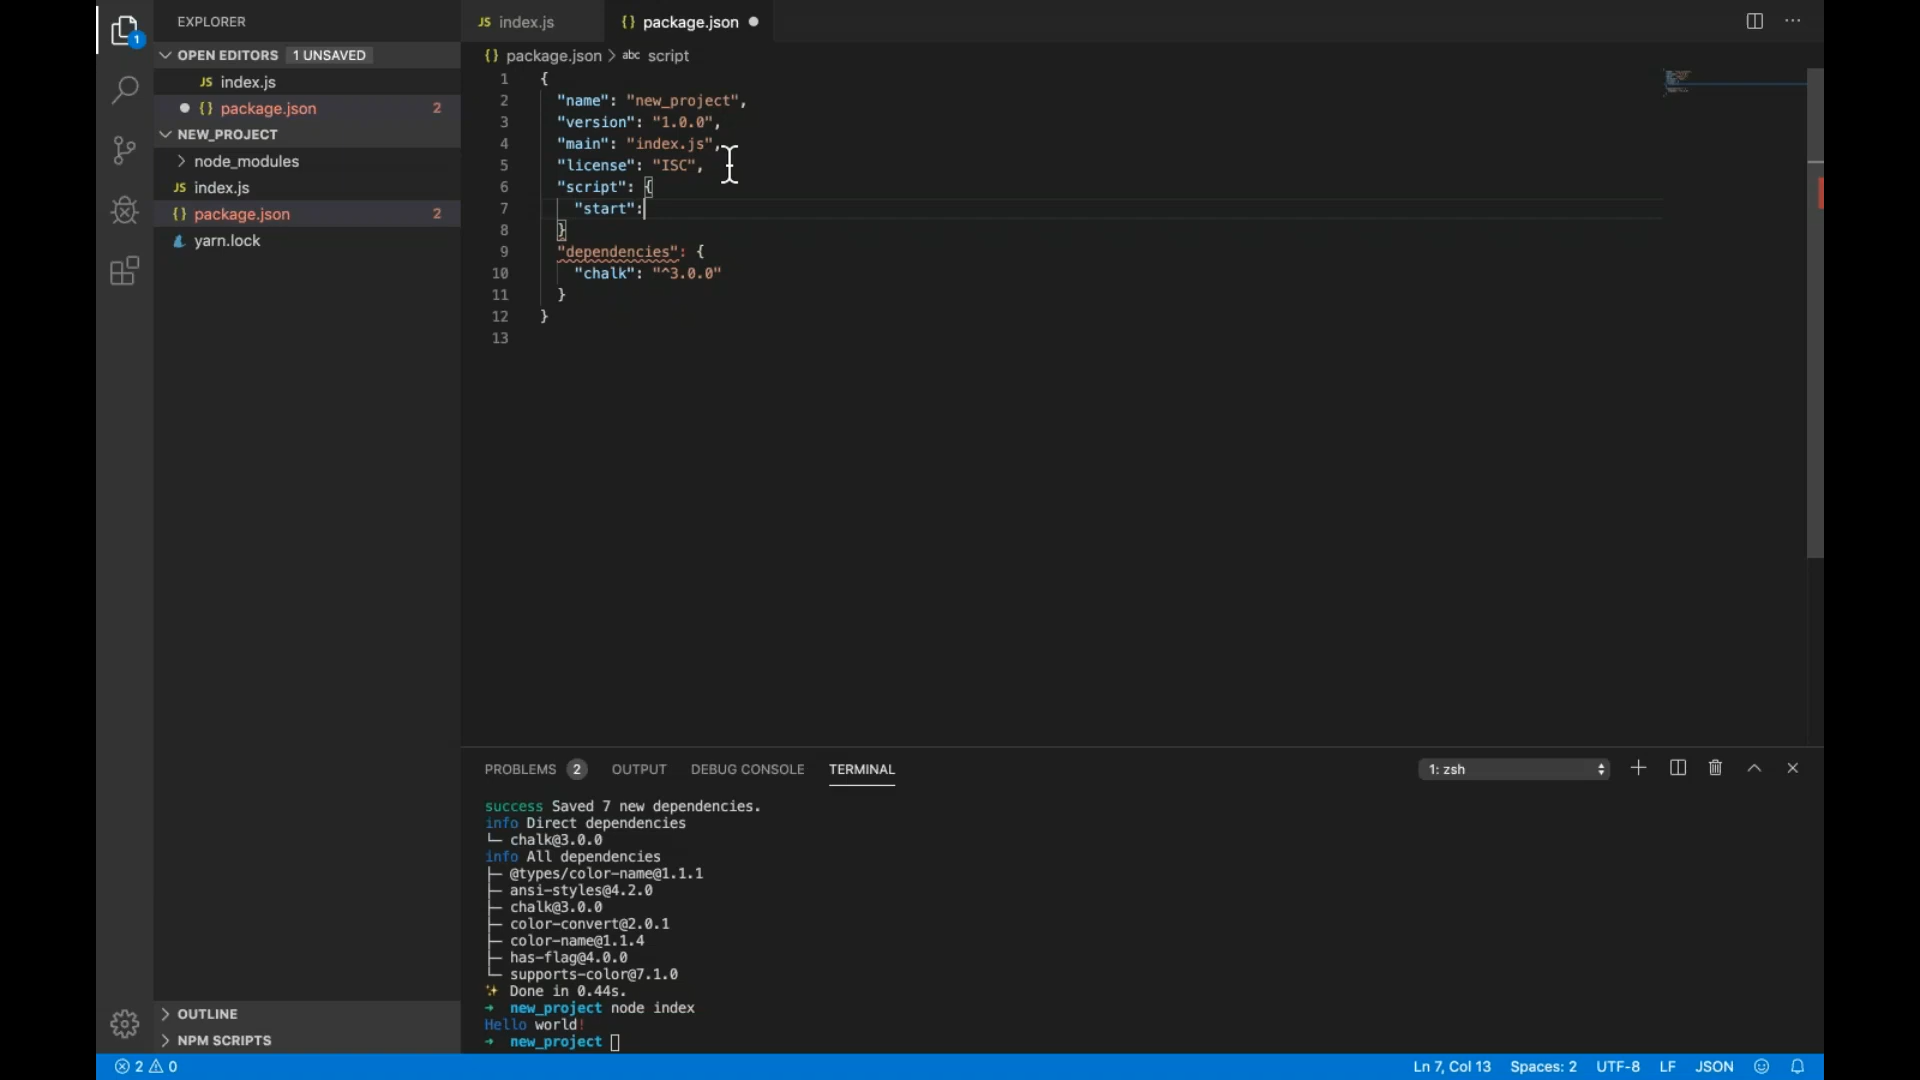 EXPLORER
OPEN EDITORS 1 UNSAVED
JS index.js
{} package.json 2
NEW_PROJECT
node_modules
JS index.js
{} package.json 2
yarn.lock
OUTLINE
NPM SCRIPTS
1
JS index.js {} package.json
{} package.json > abc script
1 {
2 "name": "new_project",
3 "version": "1.0.0",
4 "main": "index.js",
5 "license": "ISC",
6 "script": {
7 "start":
8 }
9 "dependencies": {
10 "chalk": "^3.0.0"
11 }
12 }
13
PROBLEMS 2 OUTPUT DEBUG CONSOLE TERMINAL 1: zsh
success Saved 7 new dependencies.
info Direct dependencies
└─ chalk@3.0.0
info All dependencies
├─ @types/color-name@1.1.1
├─ ansi-styles@4.2.0
├─ chalk@3.0.0
├─ color-convert@2.0.1
├─ color-name@1.1.4
├─ has-flag@4.0.0
└─ supports-color@7.1.0
✨ Done in 0.44s.
→ new_project node index
Hello world!
→ new_project
2 0 Ln 7, Col 13 Spaces: 2 UTF-8 LF JSON